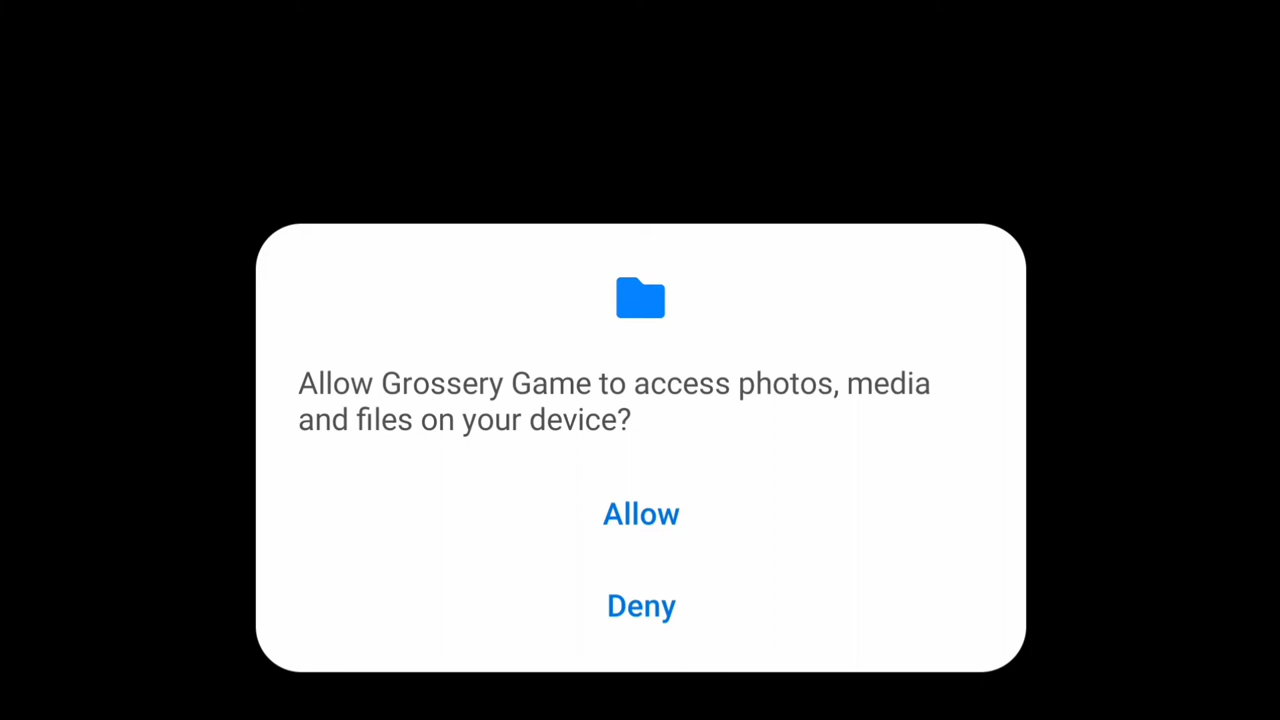 Allow Grossery Game to access photos, media
and files on your device?
Allow
Deny